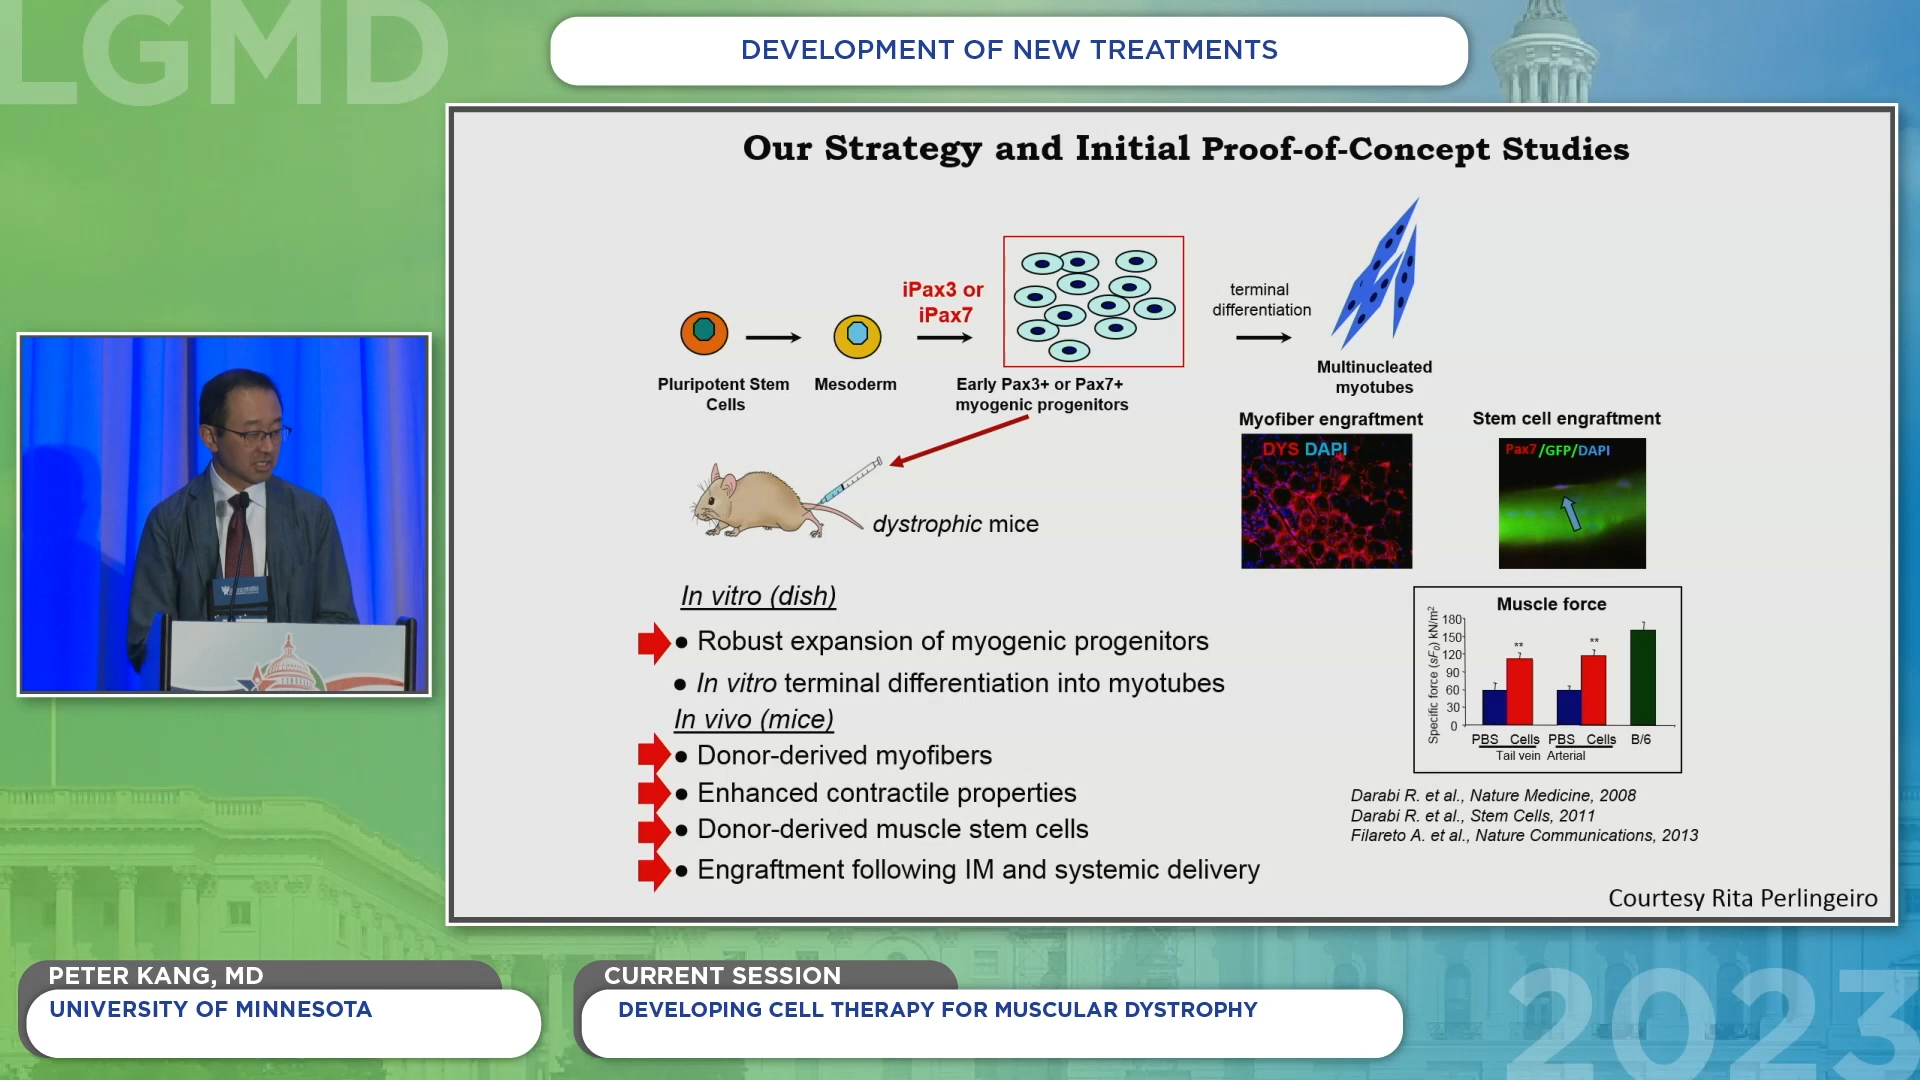 LGMD
DEVELOPMENT OF NEW TREATMENTS
Our Strategy and Initial Proof-of-Concept Studies
iPax3 or
iPax7
terminal
differentiation
Pluripotent Stem
Cells
Mesoderm
Early Pax3+ or Pax7+
myogenic progenitors
Multinucleated
myotubes
Myofiber engraftment
Stem cell engraftment
DYS DAPI
Pax7/GFP/DAPI
dystrophic mice
In vitro (dish)
● Robust expansion of myogenic progenitors
● In vitro terminal differentiation into myotubes
In vivo (mice)
● Donor-derived myofibers
● Enhanced contractile properties
● Donor-derived muscle stem cells
● Engraftment following IM and systemic delivery
Muscle force
Specific force (sF₀) kN/m²
180
150
120
90
60
30
0
**
**
PBS Cells PBS Cells B/6
Tail vein Arterial
Darabi R. et al., Nature Medicine, 2008
Darabi R. et al., Stem Cells, 2011
Filareto A. et al., Nature Communications, 2013
Courtesy Rita Perlingeiro
PETER KANG, MD
UNIVERSITY OF MINNESOTA
CURRENT SESSION
DEVELOPING CELL THERAPY FOR MUSCULAR DYSTROPHY
2023